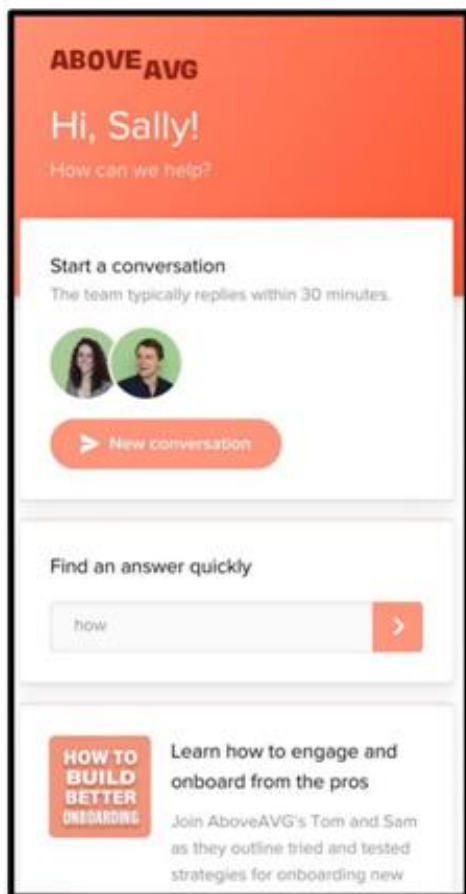 ABOVE AVG
Hi, Sally!
How can we help?
Start a conversation
The team typically replies within 30 minutes.
New conversation
Find an answer quickly
how
HOW TO
BUILD
BETTER
ONBOARDING
Learn how to engage and
onboard from the pros
Join AboveAVG's Tom and Sam
as they outline tried and tested
strategies for onboarding new